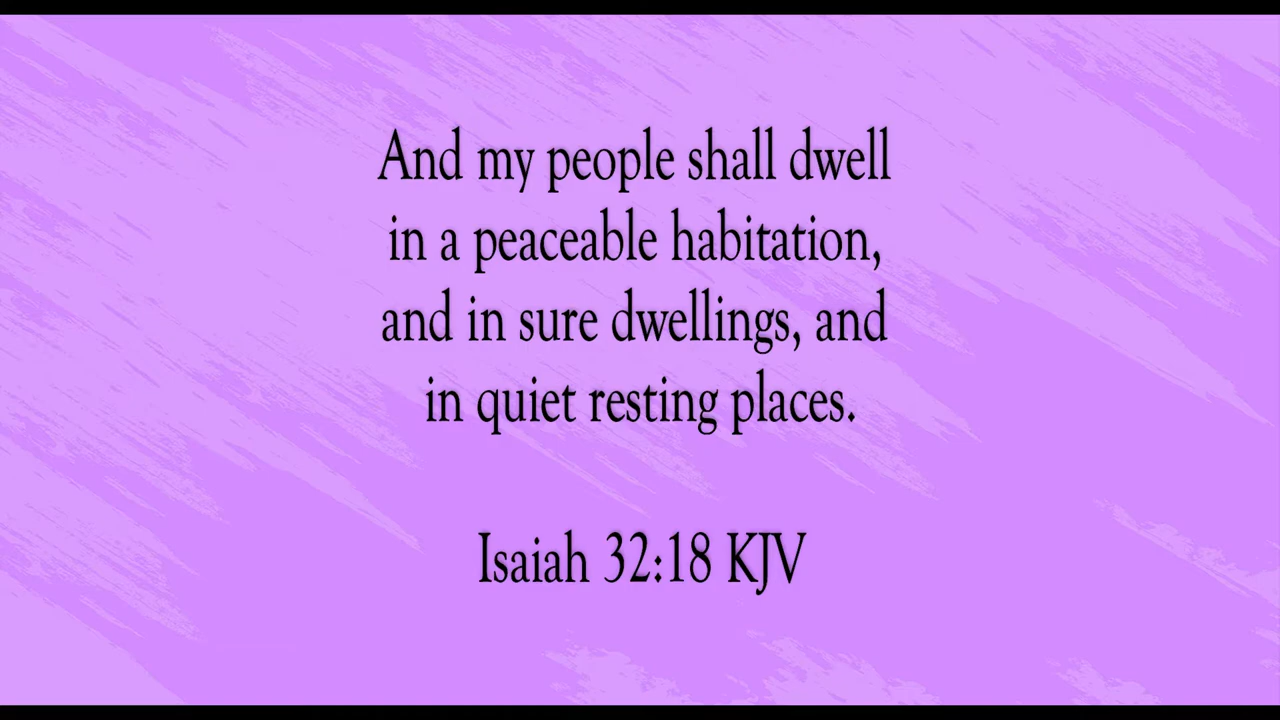 And my people shall dwell
in a peaceable habitation,
and in sure dwellings, and
in quiet resting places.
Isaiah 32:18 KJV